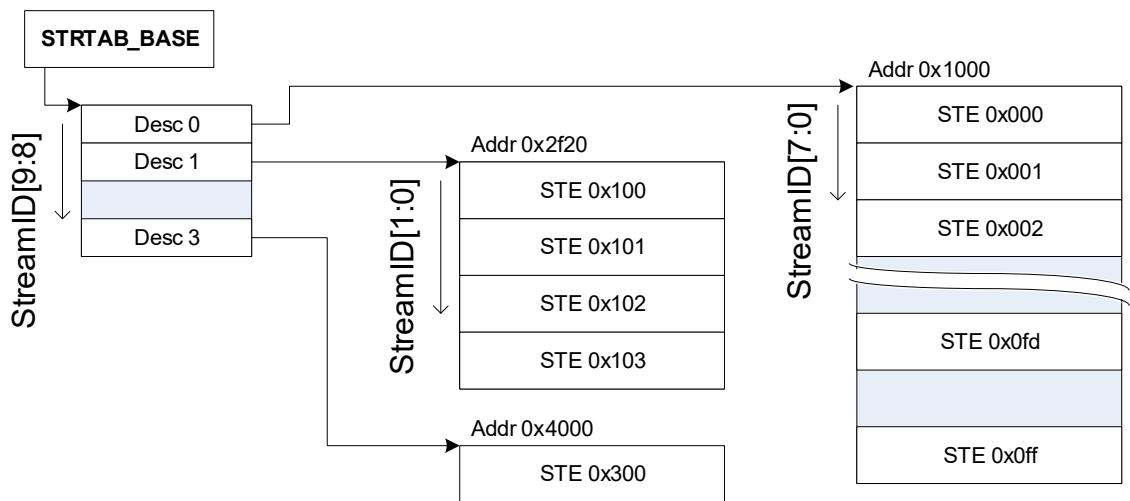 STRTAB_BASE
StreamID[9:8]
Desc 0
Desc 1
Desc 3
Addr 0x2f20
StreamID[1:0]
STE 0x100
STE 0x101
STE 0x102
STE 0x103
Addr 0x4000
STE 0x300
Addr 0x1000
StreamID[7:0]
STE 0x000
STE 0x001
STE 0x002
STE 0x0fd
STE 0x0ff